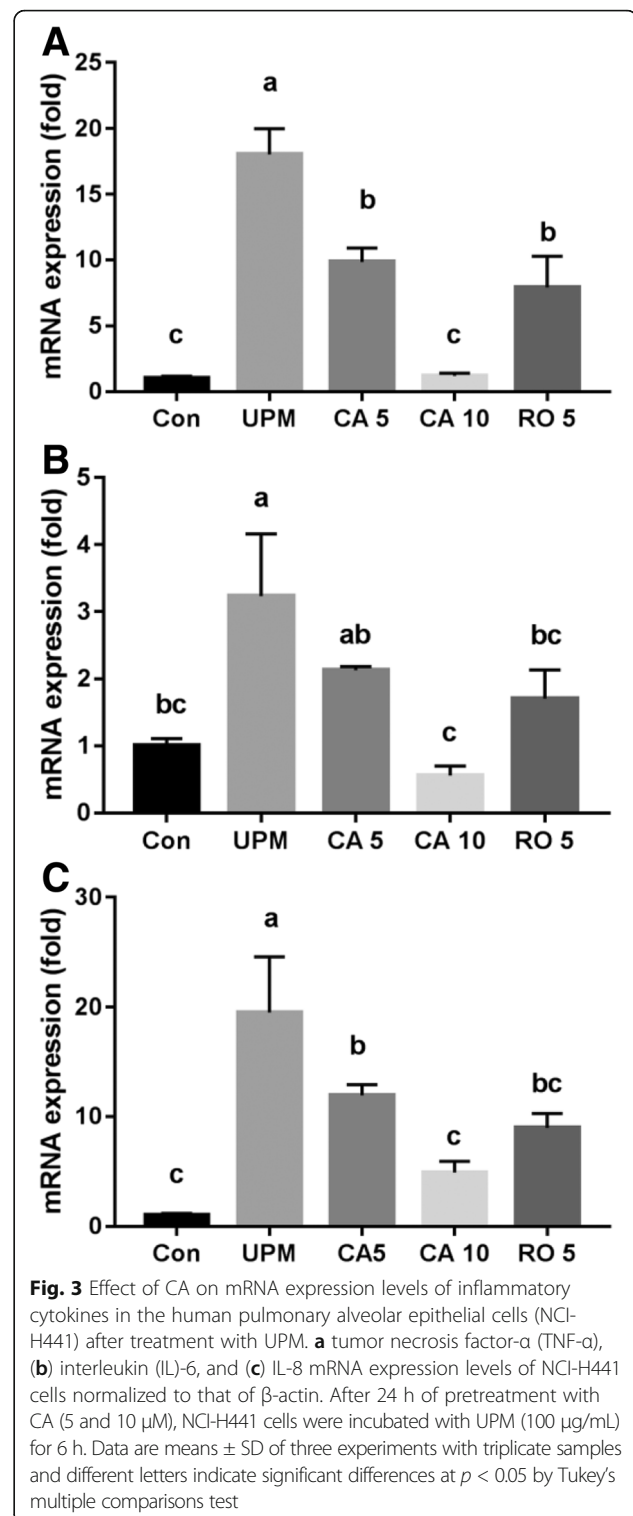 A
mRNA expression (fold)
25
20
15
10
5
0
a
b
b
c
c
Con UPM CA 5 CA 10 RO 5
B
mRNA expression (fold)
5
4
3
2
1
0
a
ab
bc
bc
c
Con UPM CA 5 CA 10 RO 5
C
mRNA expression (fold)
30
20
10
0
a
b
bc
c
c
Con UPM CA5 CA 10 RO 5
Fig. 3 Effect of CA on mRNA expression levels of inflammatory
cytokines in the human pulmonary alveolar epithelial cells (NCI-
H441) after treatment with UPM. a tumor necrosis factor-α (TNF-α),
(b) interleukin (IL)-6, and (c) IL-8 mRNA expression levels of NCI-H441
cells normalized to that of β-actin. After 24 h of pretreatment with
CA (5 and 10 μM), NCI-H441 cells were incubated with UPM (100 μg/mL)
for 6 h. Data are means ± SD of three experiments with triplicate samples
and different letters indicate significant differences at p < 0.05 by Tukey's
multiple comparisons test